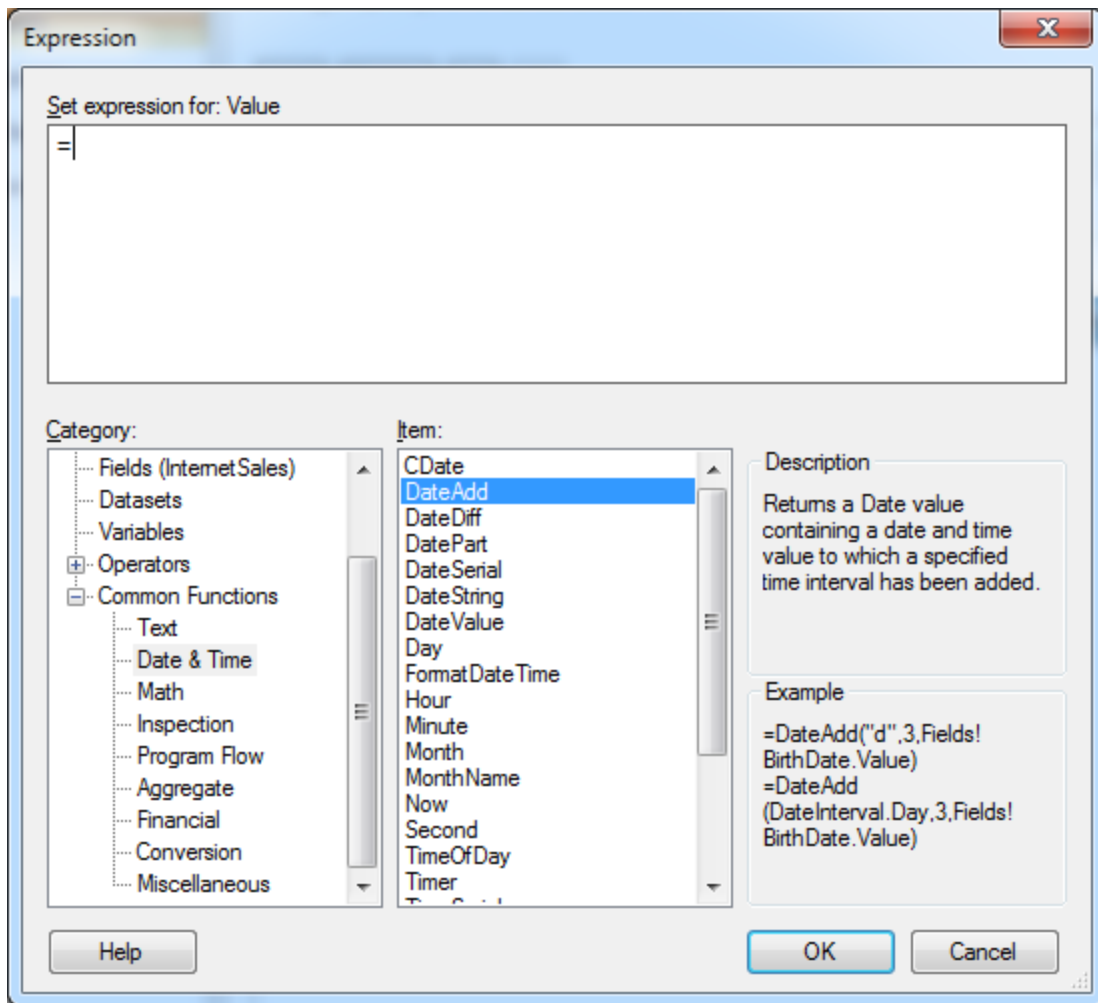 Expression
Set expression for: Value
=
Category:
Fields (InternetSales)
Datasets
Variables
Operators
Common Functions
Text
Date & Time
Math
Inspection
Program Flow
Aggregate
Financial
Conversion
Miscellaneous
Item:
CDate
DateAdd
DateDiff
DatePart
DateSerial
DateString
DateValue
Day
FormatDateTime
Hour
Minute
Month
MonthName
Now
Second
TimeOfDay
Timer
Description
Returns a Date value
containing a date and time
value to which a specified
time interval has been added.
Example
=DateAdd("d",3,Fields!
BirthDate.Value)
=DateAdd
(DateInterval.Day,3,Fields!
BirthDate.Value)
Help
OK
Cancel